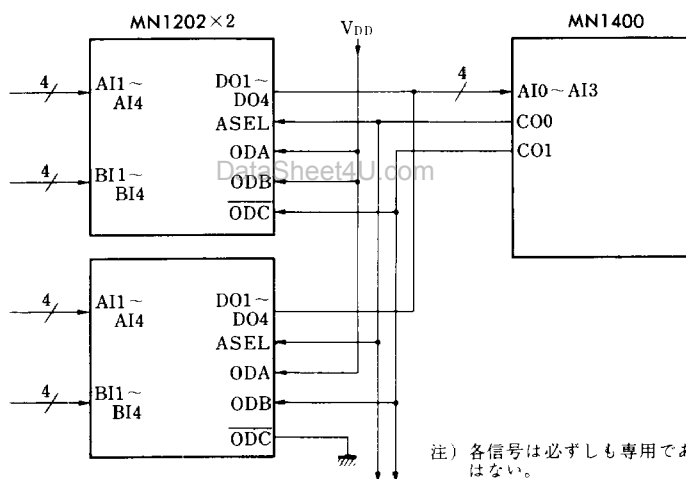 MN1202×2
MN1400
VDD
4
AI1~
AI4
DO1~
DO4
4
AI0~AI3
ASEL
CO0
ODA
CO1
DataSheet4U.com
4
BI1~
BI4
ODB
ODC
4
AI1~
AI4
DO1~
DO4
ASEL
ODA
4
BI1~
BI4
ODB
ODC
注) 各信号は必ずしも専用であ
はない。